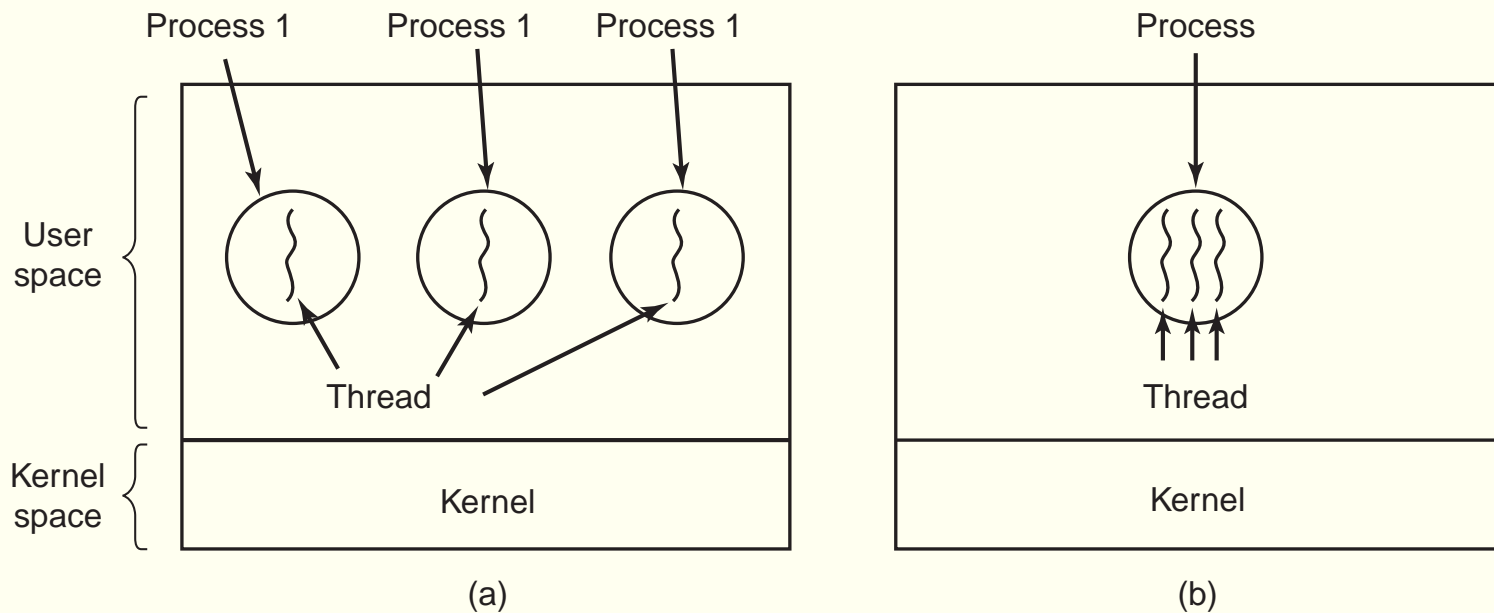 Process 1 Process 1 Process 1 Process
User
space
Thread Thread
Kernel
space
Kernel Kernel
(a) (b)